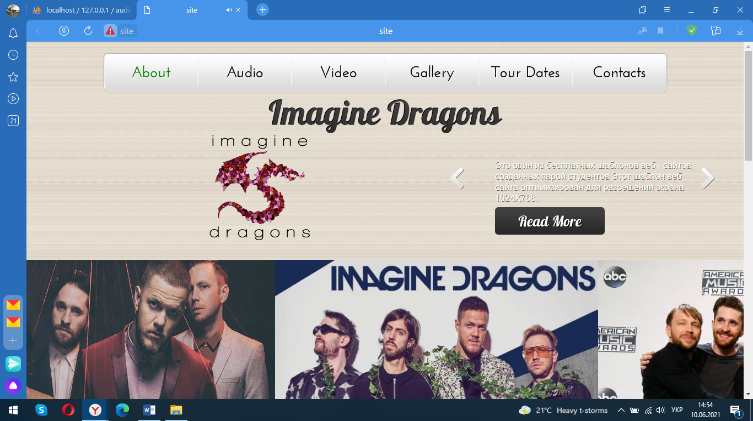 localhost / 127.0.0.1 / audi
site
site
site
21
About
Audio
Video
Gallery
Tour Dates
Contacts
Imagine Dragons
imagine
dragons
Это один из бесплатных шаблонов веб - сайтов
созданных парой студентов. Этот шаблон веб -
сайта оптимизирован для разрешения экрана
1024X768.
Read More
IMAGINE DRAGONS
abc
AMERICAN
MUSIC
AWARDS
AMERICAN
MUSIC
AWARDS
21°C Heavy t-storms
УКР
14:54
10.06.2021